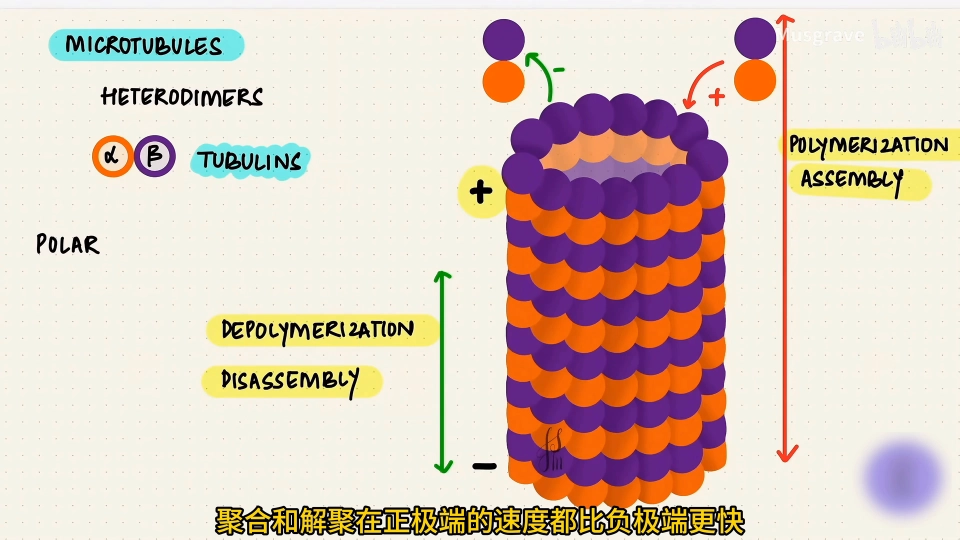 MICROTUBULES
HETERODIMERS
α β TUBULINS
POLAR
-
+
+
POLYMERIZATION
ASSEMBLY
DEPOLYMERIZATION
DISASSEMBLY
-
Musgrave
聚合和解聚在正极端的速度都比负极端更快